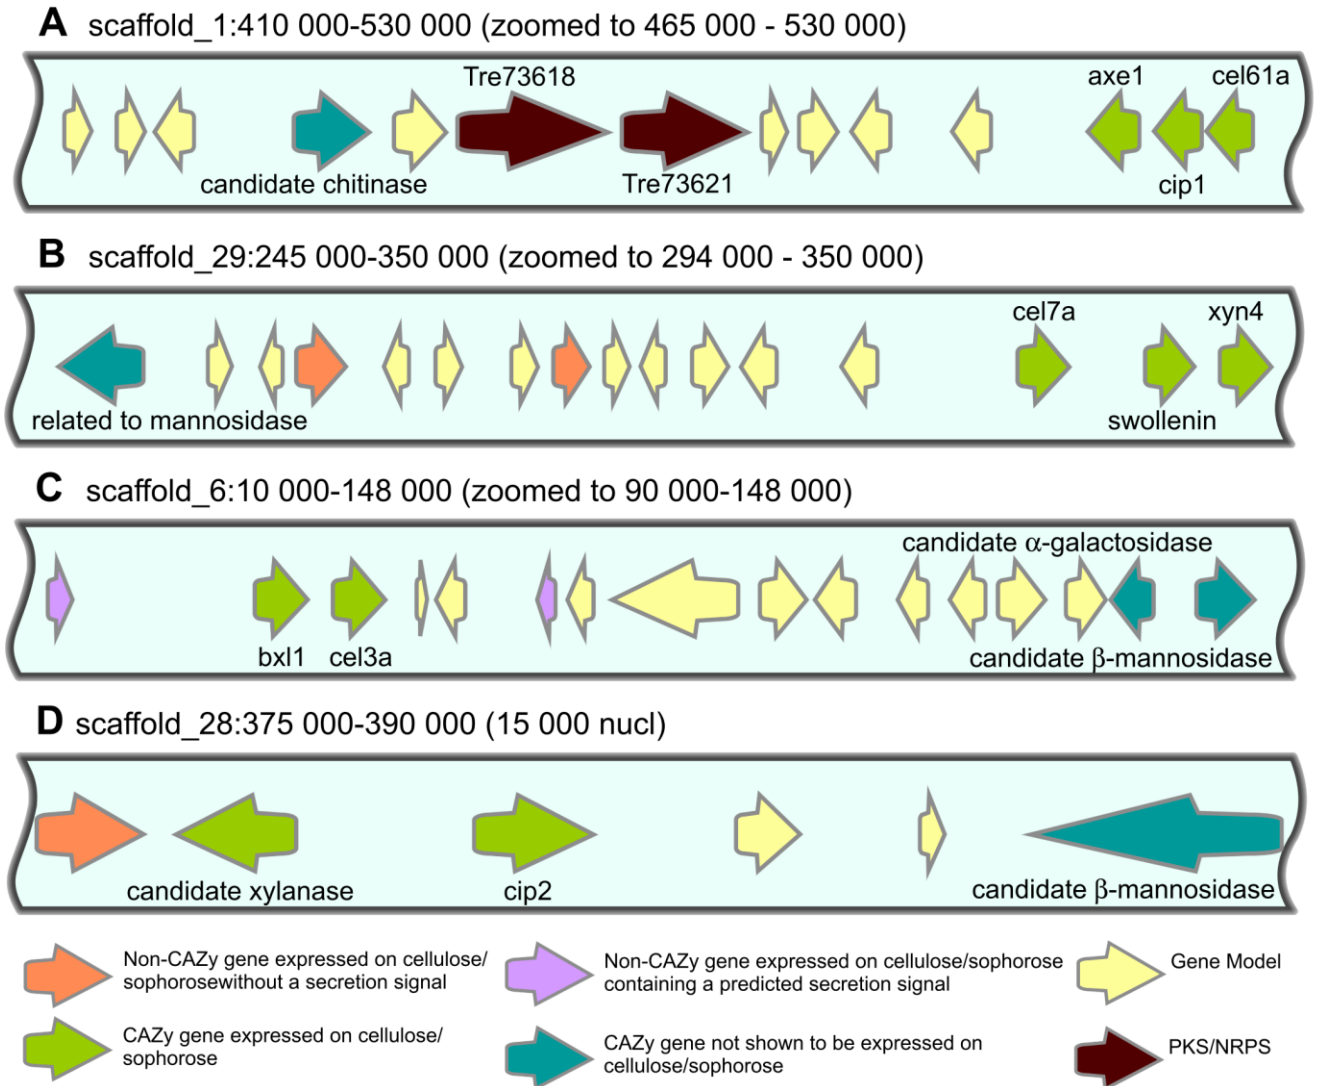 A scaffold_1:410 000-530 000 (zoomed to 465 000 - 530 000)
Tre73618
axe1
cel61a
candidate chitinase
Tre73621
cip1
B scaffold_29:245 000-350 000 (zoomed to 294 000 - 350 000)
cel7a
xyn4
related to mannosidase
swollenin
C scaffold_6:10 000-148 000 (zoomed to 90 000-148 000)
candidate α-galactosidase
bxl1
cel3a
candidate β-mannosidase
D scaffold_28:375 000-390 000 (15 000 nucl)
candidate xylanase
cip2
candidate β-mannosidase
Non-CAZy gene expressed on cellulose/
sophorosewithout a secretion signal
Non-CAZy gene expressed on cellulose/sophorose
containing a predicted secretion signal
Gene Model
CAZy gene expressed on cellulose/
sophorose
CAZy gene not shown to be expressed on
cellulose/sophorose
PKS/NRPS